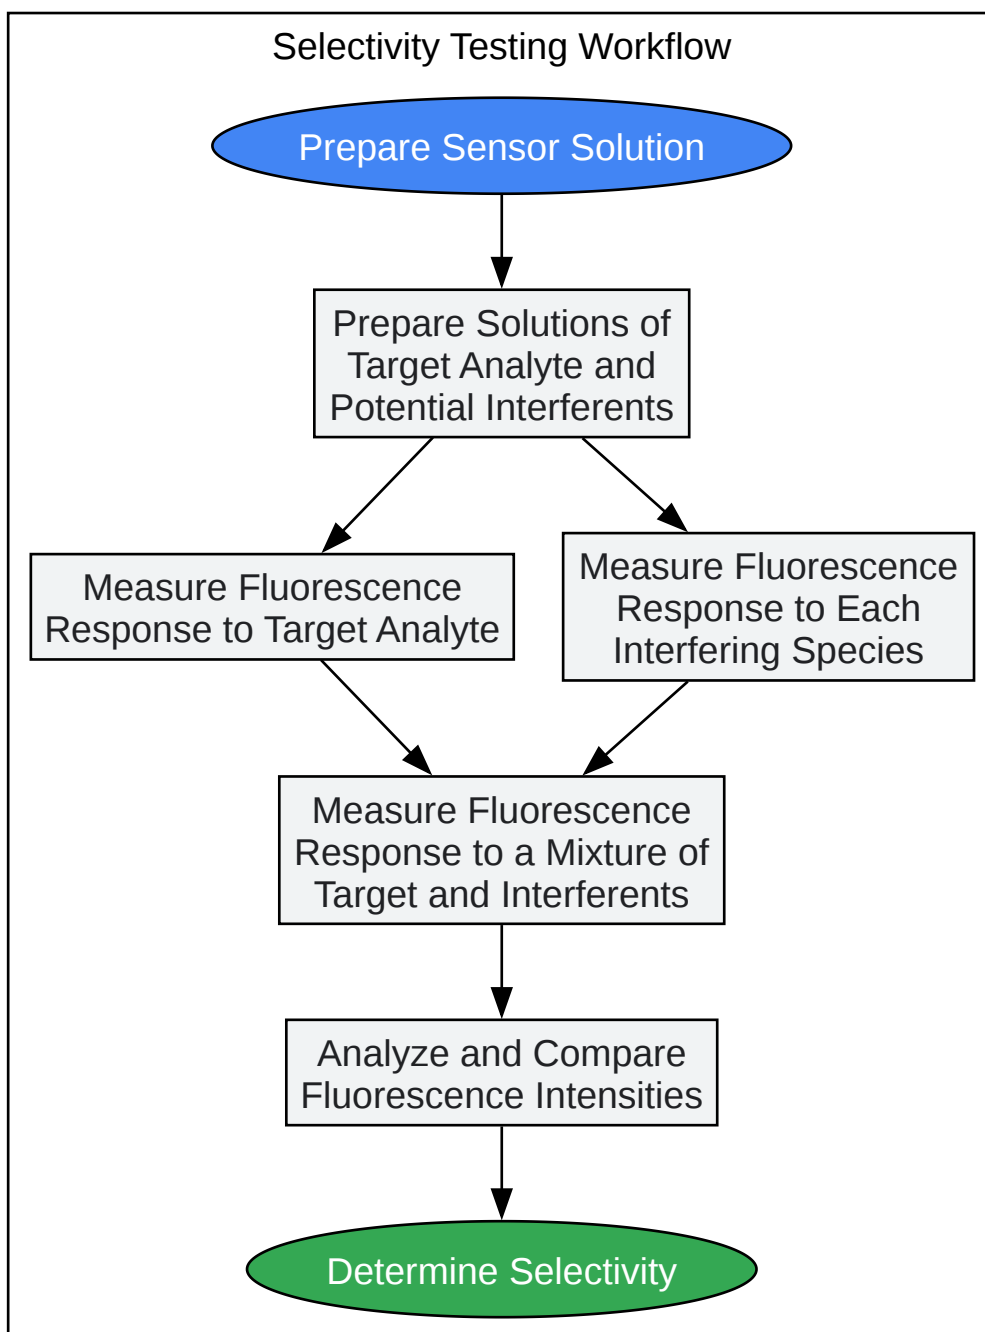 Selectivity Testing Workflow
Prepare Sensor Solution
Prepare Solutions of
Target Analyte and
Potential Interferents
Measure Fluorescence
Response to Target Analyte
Measure Fluorescence
Response to Each
Interfering Species
Measure Fluorescence
Response to a Mixture of
Target and Interferents
Analyze and Compare
Fluorescence Intensities
Determine Selectivity